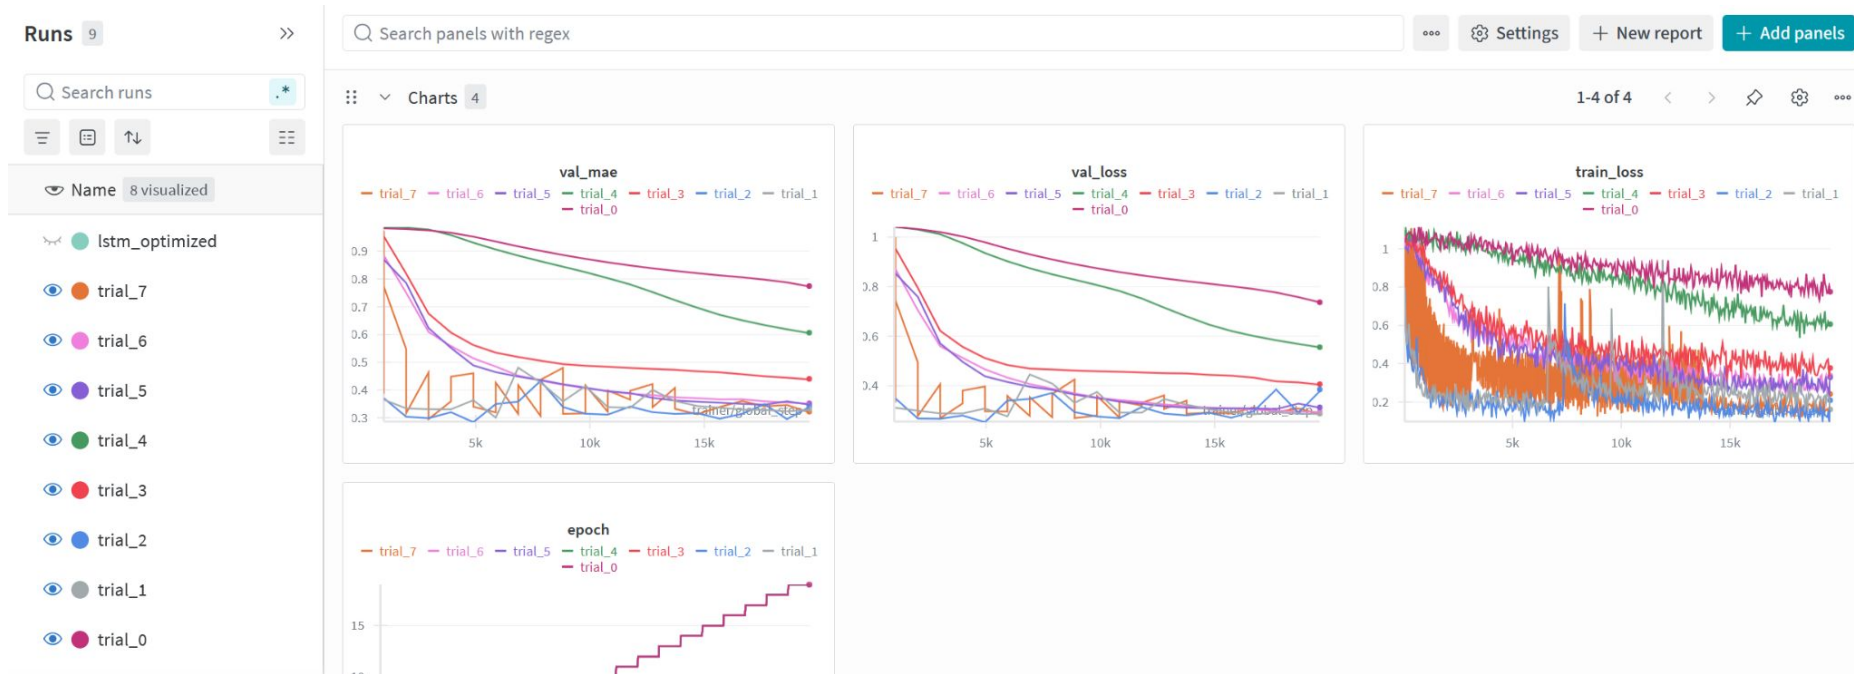 Runs 9
Search runs .*
Name 8 visualized
lstm_optimized
trial_7
trial_6
trial_5
trial_4
trial_3
trial_2
trial_1
trial_0
Search panels with regex
Settings
New report
Add panels
Charts 4
1-4 of 4
val_mae
trial_7 trial_6 trial_5 trial_4 trial_3 trial_2 trial_1
trial_0
0.9
0.8
0.7
0.6
0.5
0.4
0.3
trainer/global_step
5k 10k 15k
val_loss
trial_7 trial_6 trial_5 trial_4 trial_3 trial_2 trial_1
trial_0
1
0.8
0.6
0.4
trainer/global_step
5k 10k 15k
train_loss
trial_7 trial_6 trial_5 trial_4 trial_3 trial_2 trial_1
trial_0
1
0.8
0.6
0.4
0.2
5k 10k 15k
epoch
trial_7 trial_6 trial_5 trial_4 trial_3 trial_2 trial_1
trial_0
15